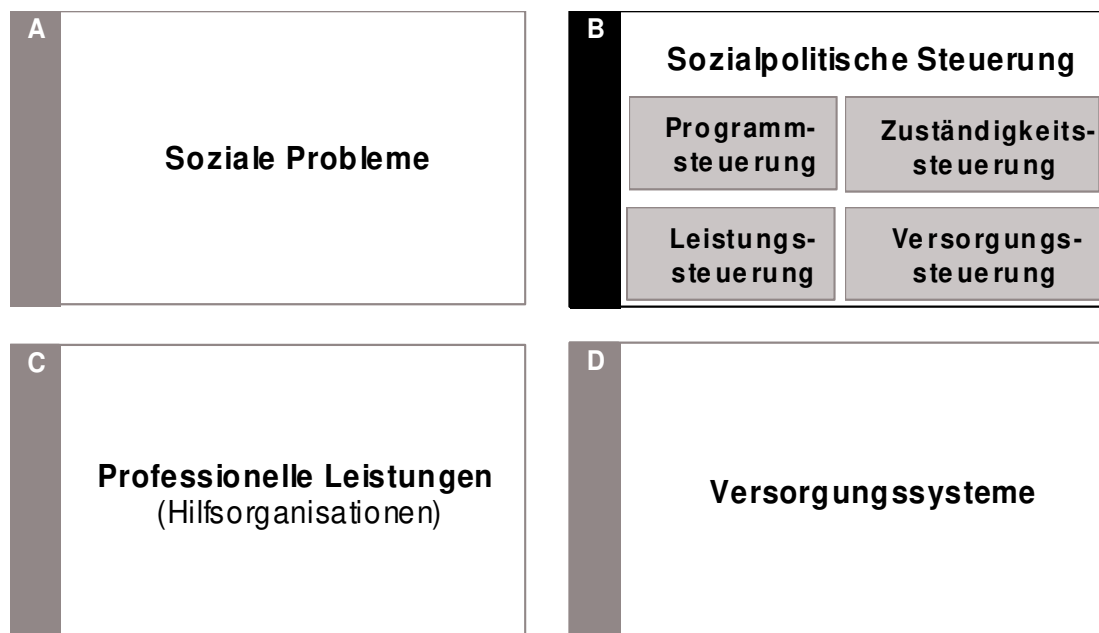 A
Soziale Probleme
B
Sozialpolitische Steuerung
Programm-
steuerung
Zuständigkeits-
steuerung
Leistungs-
steuerung
Versorgungs-
steuerung
C
Professionelle Leistungen
(Hilfsorganisationen)
D
Versorgungssysteme